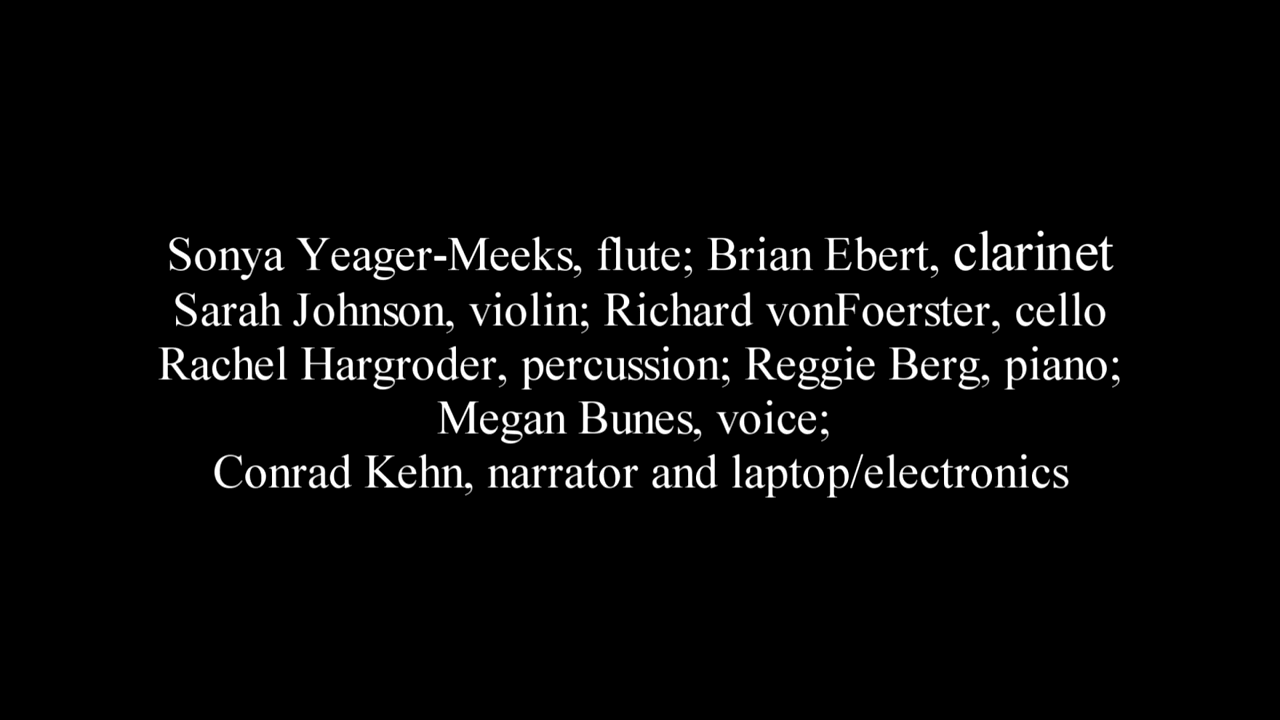 Sonya Yeager-Meeks, flute; Brian Ebert, clarinet
Sarah Johnson, violin; Richard vonFoerster, cello
Rachel Hargroder, percussion; Reggie Berg, piano;
Megan Bunes, voice;
Conrad Kehn, narrator and laptop/electronics